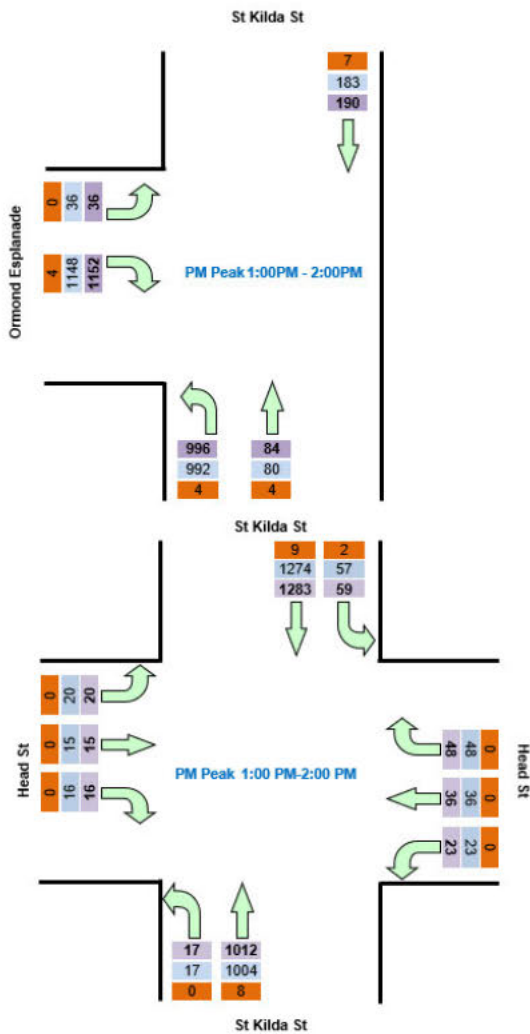 St Kilda St
7
183
190
Ormond Esplanade
0 36 36
4 1148 1152
PM Peak 1:00PM - 2:00PM
996 84
992 80
4 4
St Kilda St
9 2
1274 57
1283 59
Head St
0 20 20
0 15 15
0 16 16
PM Peak 1:00 PM-2:00 PM
48 48 0
36 36 0
23 23 0
Head St
17 1012
17 1004
0 8
St Kilda St